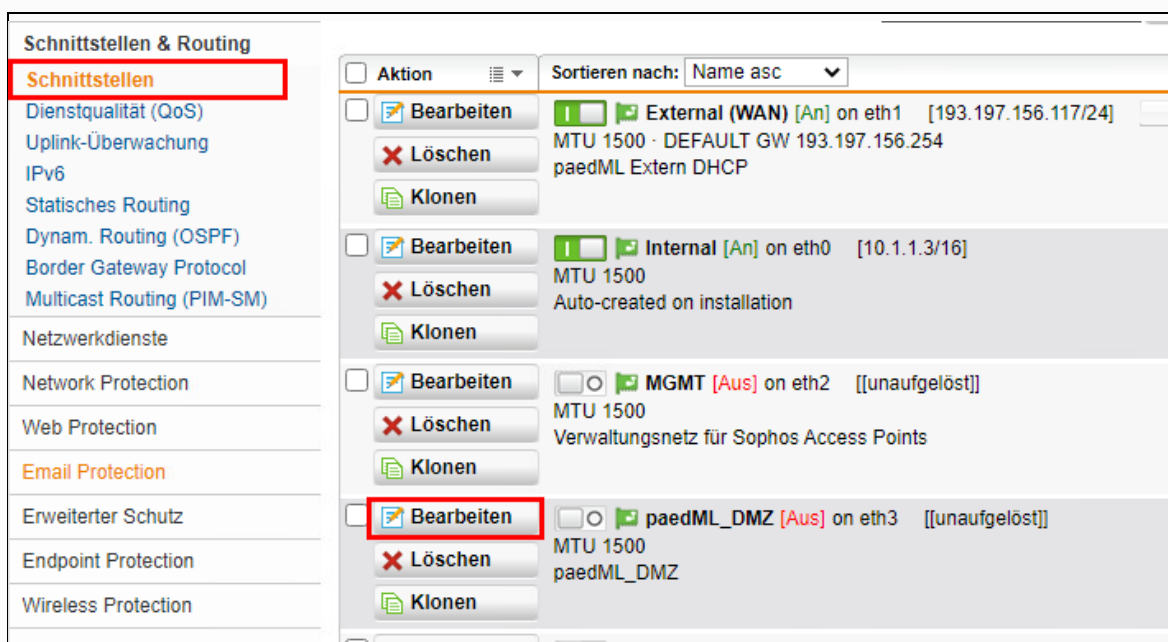 Schnittstellen & Routing
Schnittstellen
Dienstqualität (QoS)
Uplink-Überwachung
IPv6
Statisches Routing
Dynam. Routing (OSPF)
Border Gateway Protocol
Multicast Routing (PIM-SM)
Netzwerkdienste
Network Protection
Web Protection
Email Protection
Erweiterter Schutz
Endpoint Protection
Wireless Protection
Aktion Sortieren nach: Name asc
Bearbeiten External (WAN) [An] on eth1 [193.197.156.117/24]
MTU 1500 · DEFAULT GW 193.197.156.254
Löschen
paedML Extern DHCP
Klonen
Bearbeiten Internal [An] on eth0 [10.1.1.3/16]
MTU 1500
Löschen
Auto-created on installation
Klonen
Bearbeiten MGMT [Aus] on eth2 [[unaufgelöst]]
MTU 1500
Löschen
Verwaltungsnetz für Sophos Access Points
Klonen
Bearbeiten paedML_DMZ [Aus] on eth3 [[unaufgelöst]]
MTU 1500
Löschen
paedML_DMZ
Klonen